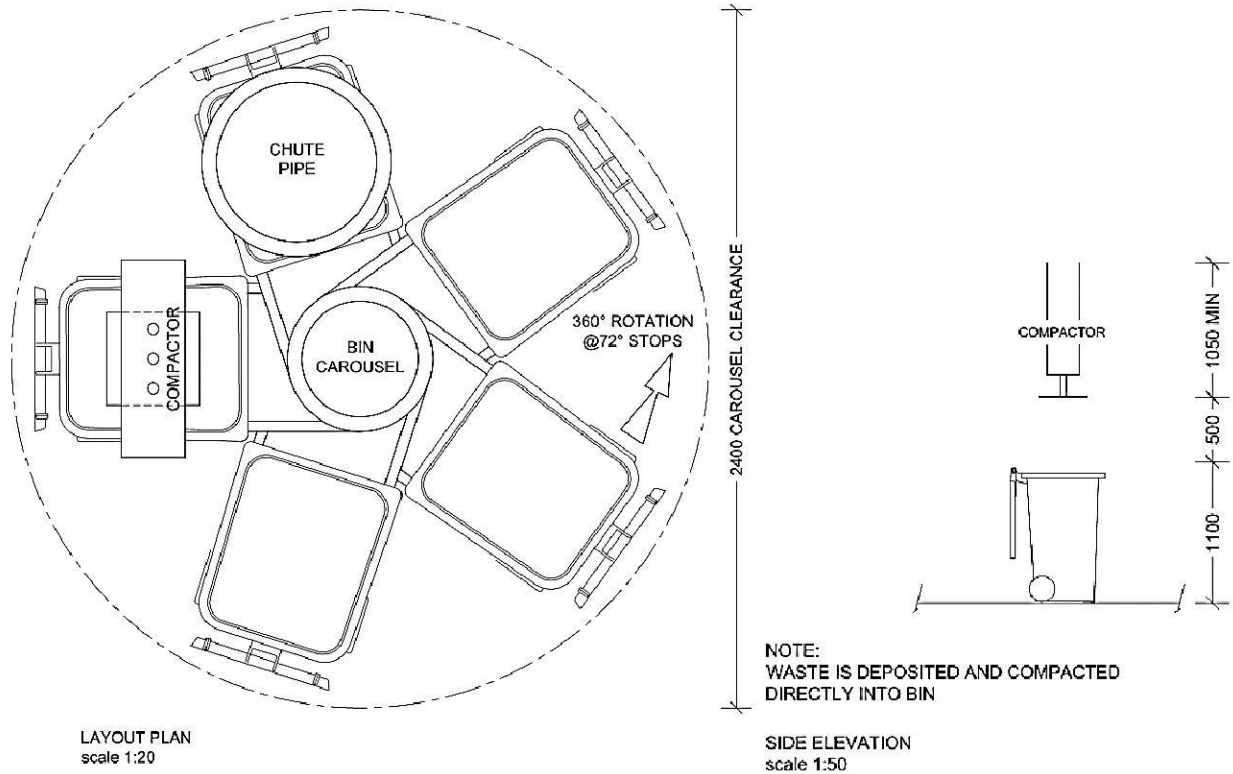 CHUTE
PIPE
COMPACTOR
BIN
CAROUSEL
360° ROTATION
@72° STOPS
2400 CAROUSEL CLEARANCE
LAYOUT PLAN
scale 1:20
COMPACTOR
1050 MIN
500
1100
NOTE:
WASTE IS DEPOSITED AND COMPACTED
DIRECTLY INTO BIN
SIDE ELEVATION
scale 1:50